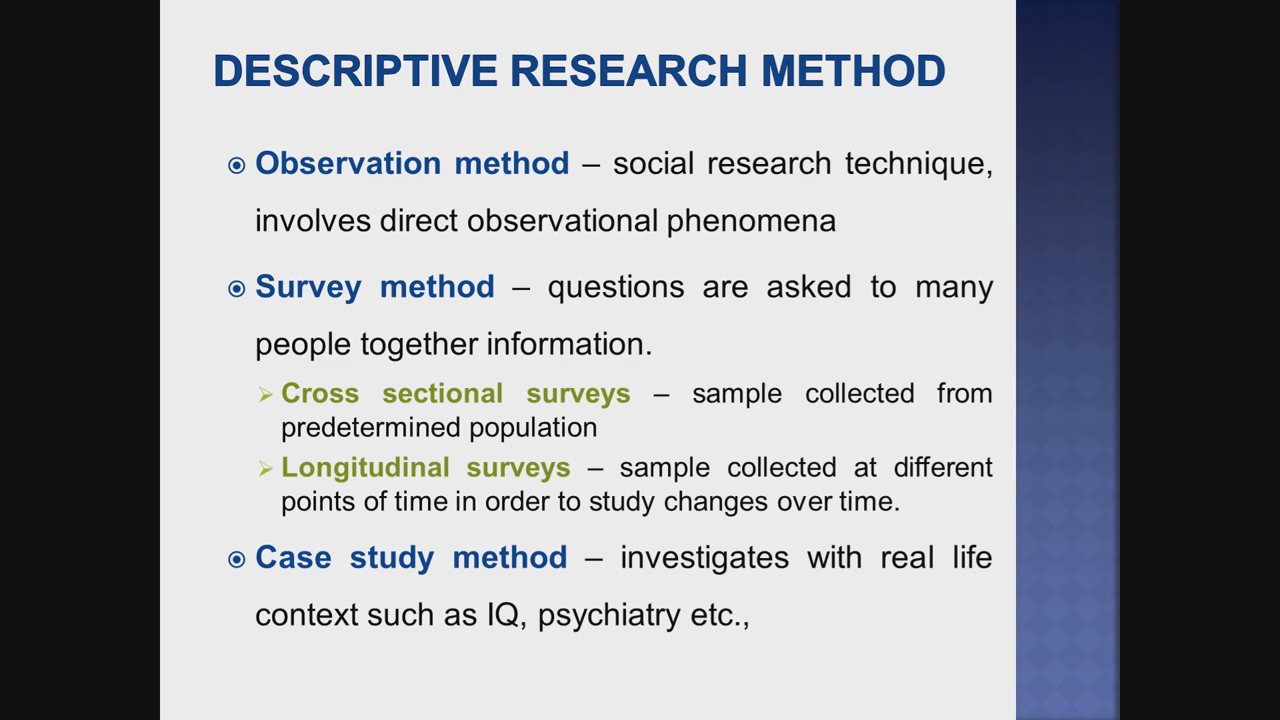 DESCRIPTIVE RESEARCH METHOD
Observation method – social research technique,
involves direct observational phenomena
Survey method – questions are asked to many
people together information.
Cross sectional surveys – sample collected from
predetermined population
Longitudinal surveys – sample collected at different
points of time in order to study changes over time.
Case study method – investigates with real life
context such as IQ, psychiatry etc.,